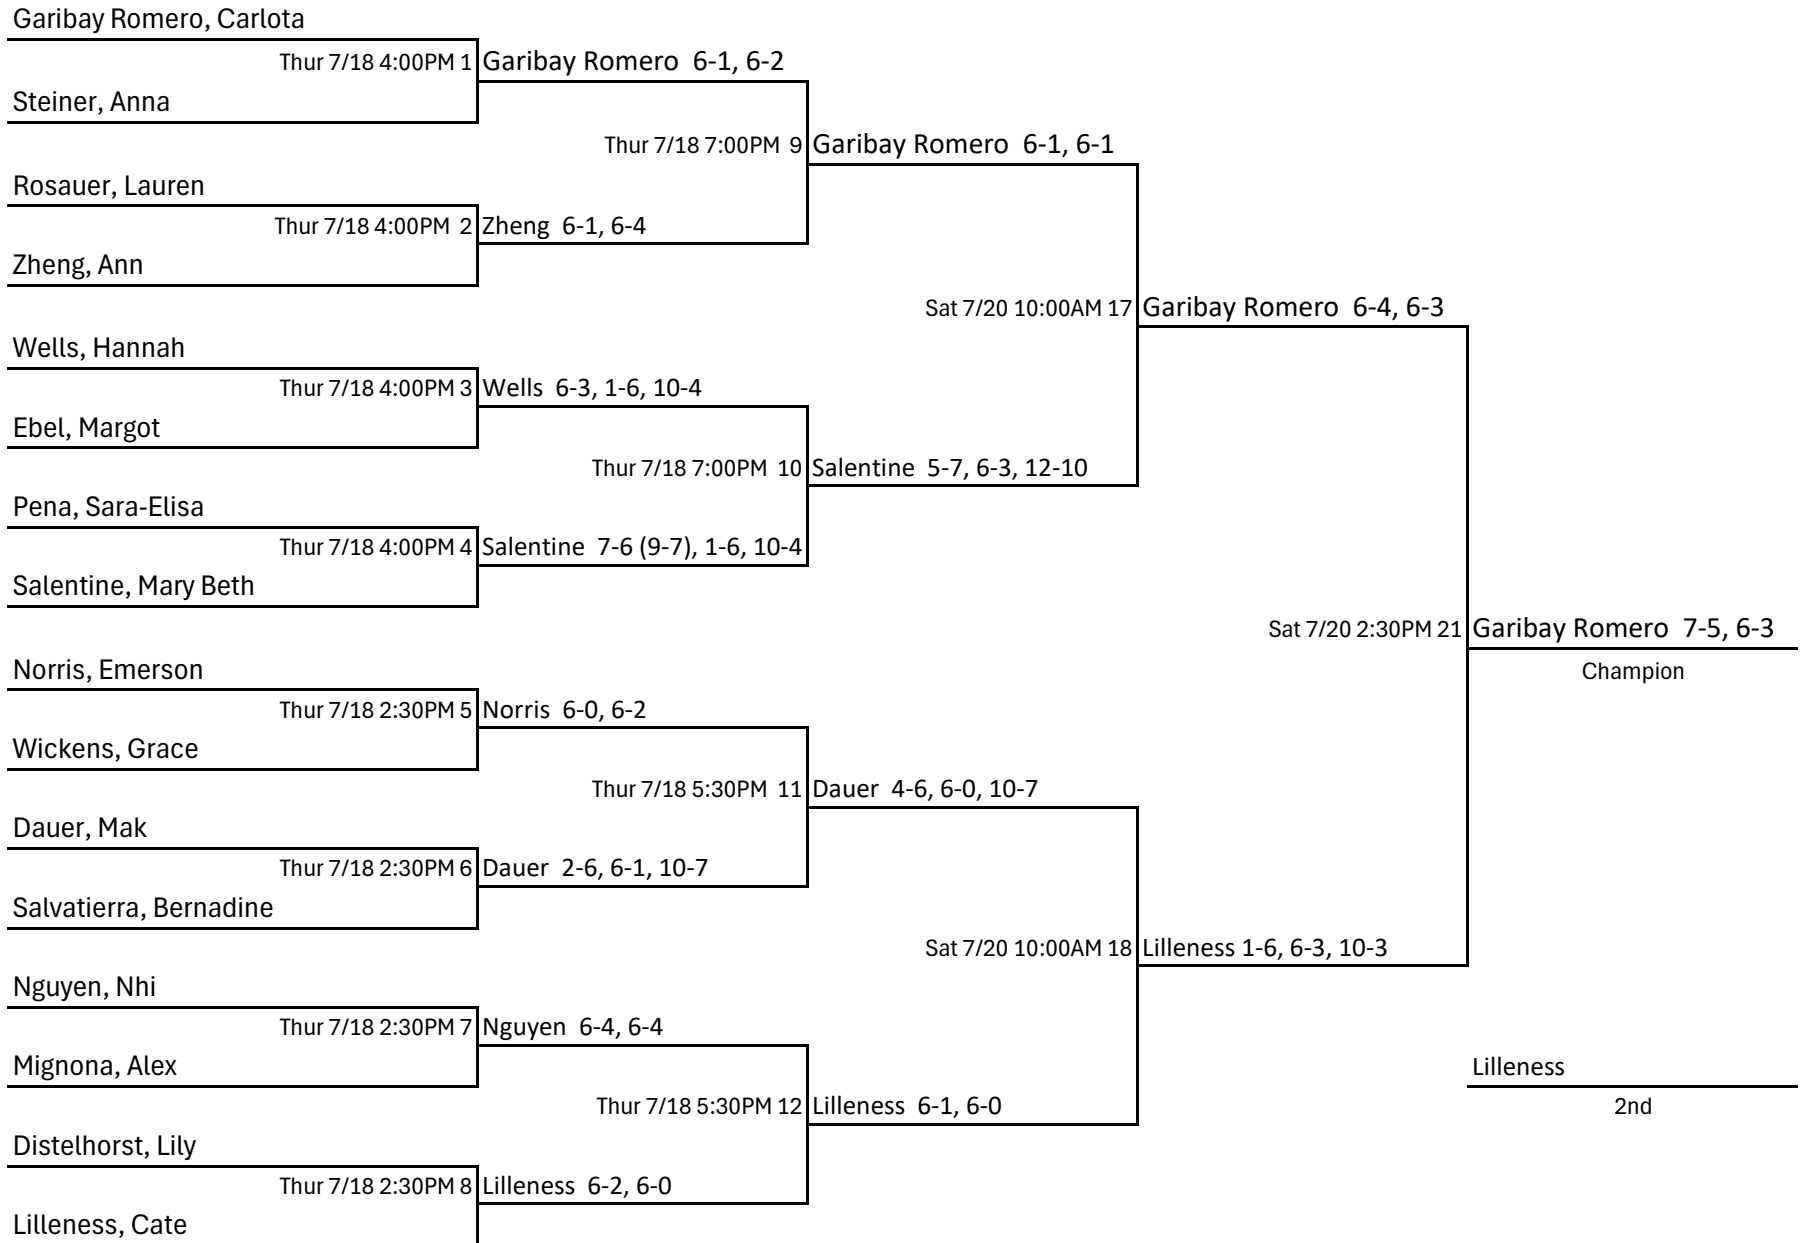 Garibay Romero, Carlota
Thur 7/18 4:00PM 1 Garibay Romero 6-1, 6-2
Steiner, Anna
Thur 7/18 7:00PM 9 Garibay Romero 6-1, 6-1
Rosauer, Lauren
Thur 7/18 4:00PM 2 Zheng 6-1, 6-4
Zheng, Ann
Sat 7/20 10:00AM 17 Garibay Romero 6-4, 6-3
Wells, Hannah
Thur 7/18 4:00PM 3 Wells 6-3, 1-6, 10-4
Ebel, Margot
Thur 7/18 7:00PM 10 Salentine 5-7, 6-3, 12-10
Pena, Sara-Elisa
Thur 7/18 4:00PM 4 Salentine 7-6 (9-7), 1-6, 10-4
Salentine, Mary Beth
Sat 7/20 2:30PM 21 Garibay Romero 7-5, 6-3
Norris, Emerson
Champion
Thur 7/18 2:30PM 5 Norris 6-0, 6-2
Wickens, Grace
Thur 7/18 5:30PM 11 Dauer 4-6, 6-0, 10-7
Dauer, Mak
Thur 7/18 2:30PM 6 Dauer 2-6, 6-1, 10-7
Salvatierra, Bernadine
Sat 7/20 10:00AM 18 Lilleness 1-6, 6-3, 10-3
Nguyen, Nhi
Thur 7/18 2:30PM 7 Nguyen 6-4, 6-4
Mignona, Alex
Lilleness
Thur 7/18 5:30PM 12 Lilleness 6-1, 6-0
2nd
Distelhorst, Lily
Thur 7/18 2:30PM 8 Lilleness 6-2, 6-0
Lilleness, Cate